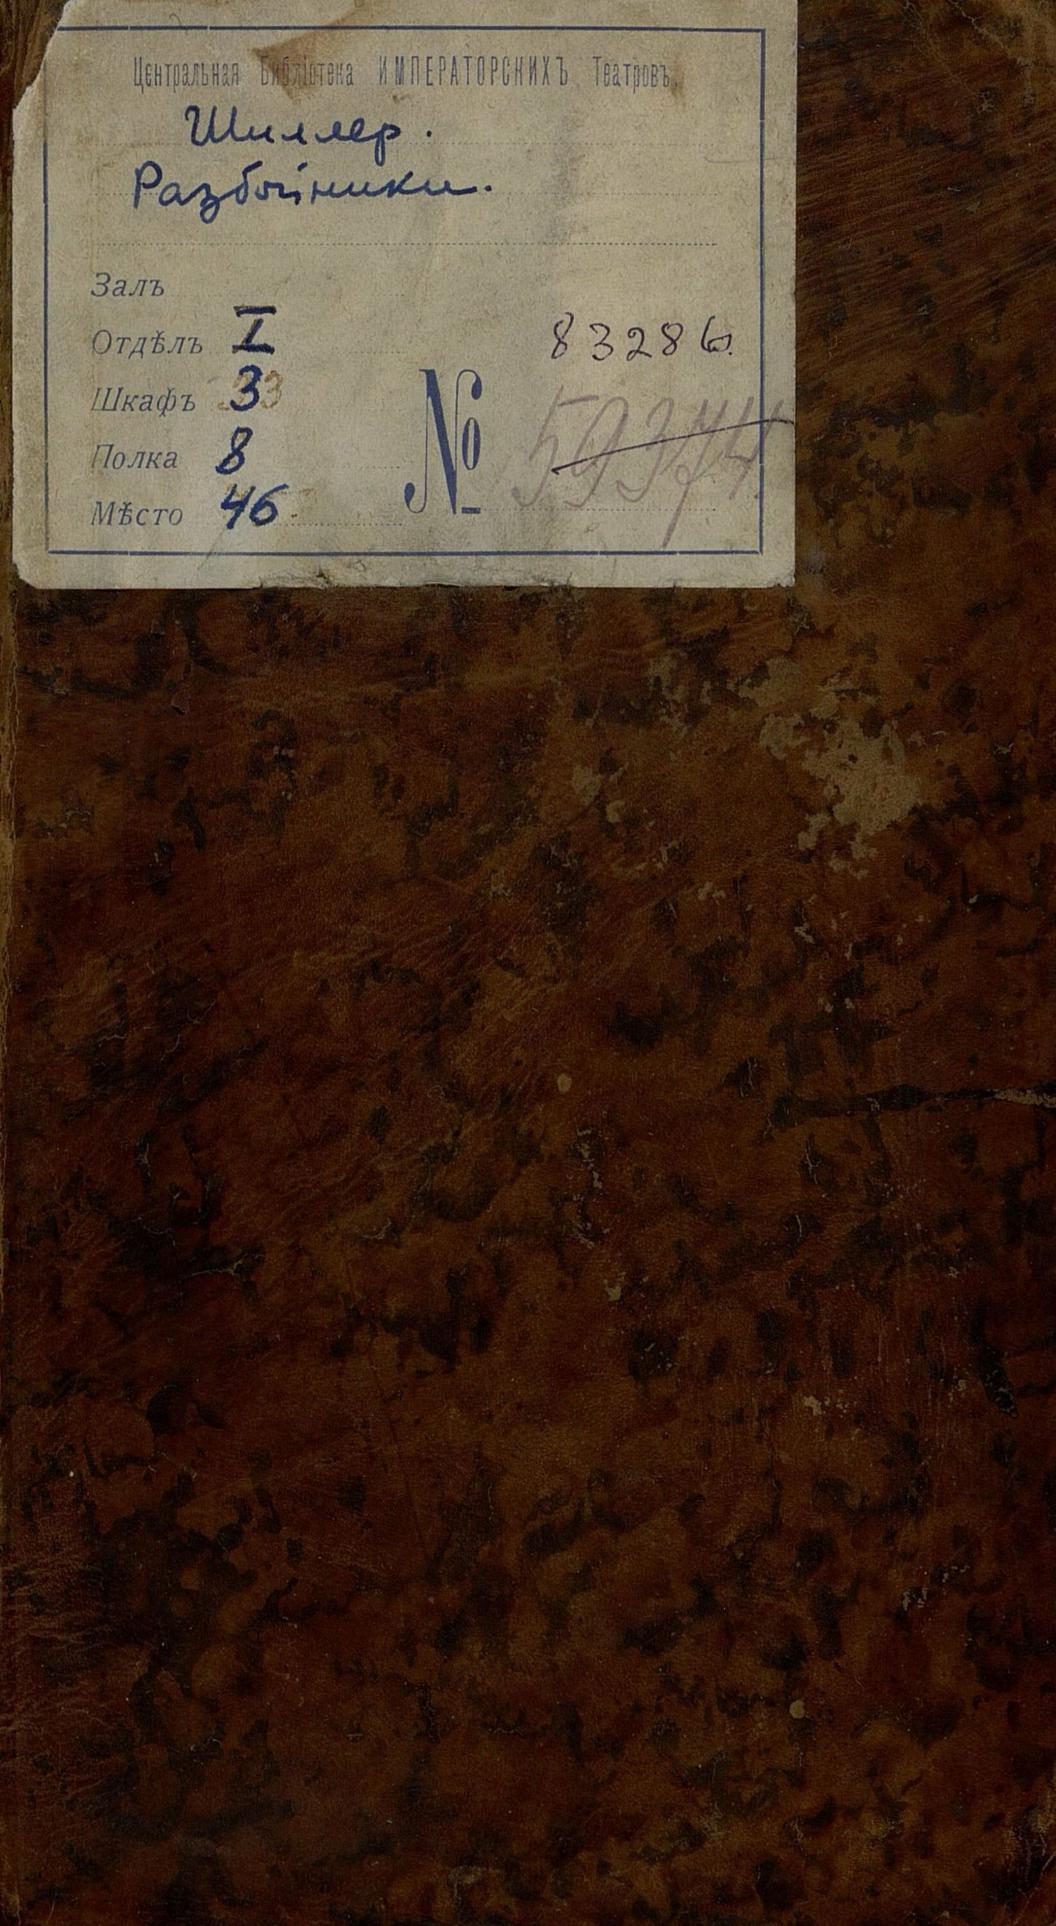 Центральная Библіотека ИМПЕРАТОРСКИХЪ Театровъ.
Шиллер.
Разбойники.
Залъ
Отдѣлъ I
83286.
Шкафъ 3
№ 59374.
Полка 8
Мѣсто 46